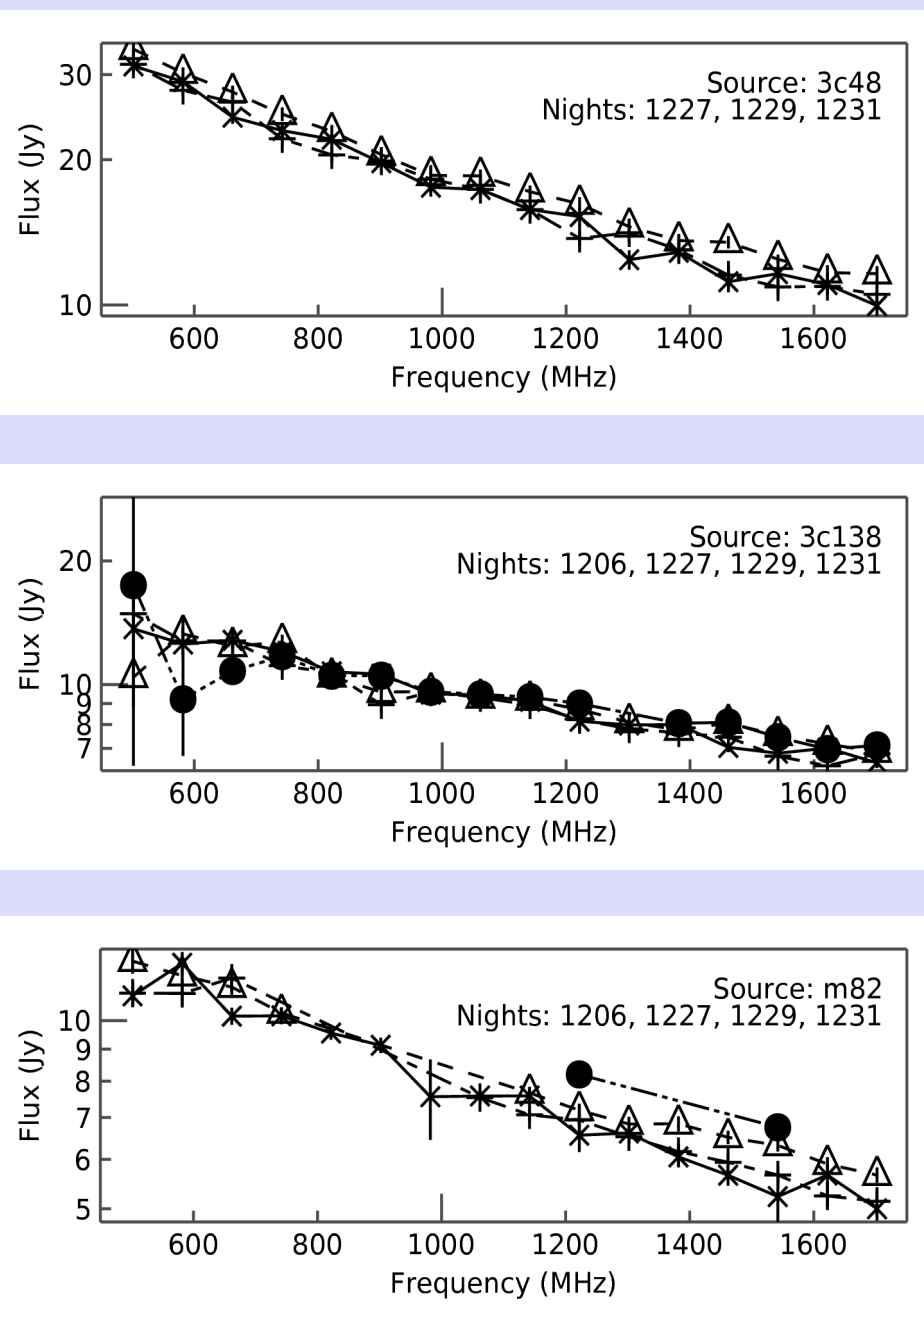 30
20
10
Flux (Jy)
Source: 3c48
Nights: 1227, 1229, 1231
600 800 1000 1200 1400 1600
Frequency (MHz)
20
10
9
8
7
Flux (Jy)
Source: 3c138
Nights: 1206, 1227, 1229, 1231
600 800 1000 1200 1400 1600
Frequency (MHz)
10
9
8
7
6
5
Flux (Jy)
Source: m82
Nights: 1206, 1227, 1229, 1231
600 800 1000 1200 1400 1600
Frequency (MHz)